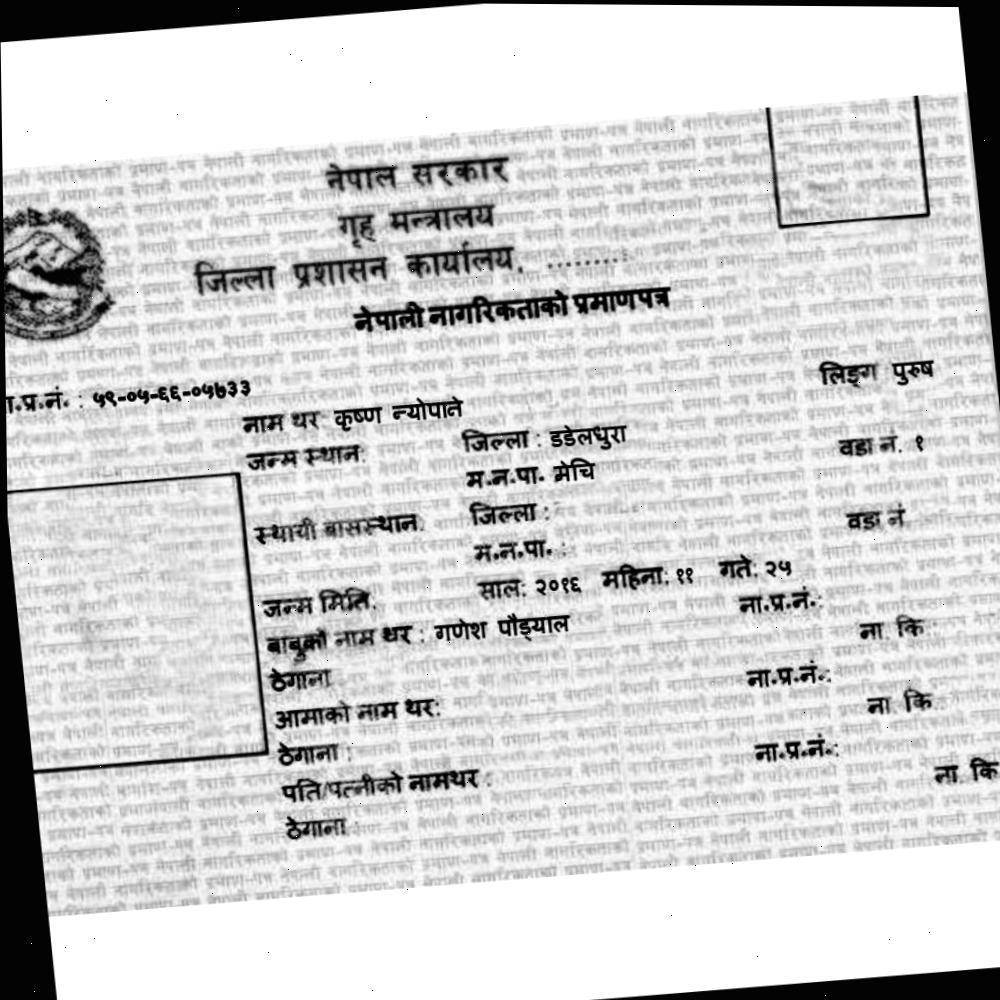 नेपाल सरकार
गृह मन्त्रालय
जिल्ला प्रशासन कार्यालय, .........
नेपाली नागरिकताको प्रमाणपत्र
ा.प्र.नं. : ५९-०५-६६-०५७३३
लिङ्ग पुरुष
नाम थर: कृष्ण न्योपाते
जन्म स्थान: जिल्ला : डडेलधुरा वडा नं. १
म.न.पा. मेचि
स्थायी बासस्थान: जिल्ला : वडा नं.
म.न.पा. :
जन्म मिति: साल: २०१६ महिना: ११ गते: २५
बाबुको नाम थर : गणेश पौड्याल ना.प्र.नं.:
ठेगाना ना. कि :
आमाको नाम थर: ना.प्र.नं.:
ठेगाना : ना कि :
पति/पत्नीको नामथर : ना.प्र.नं.:
ठेगाना : ना. कि